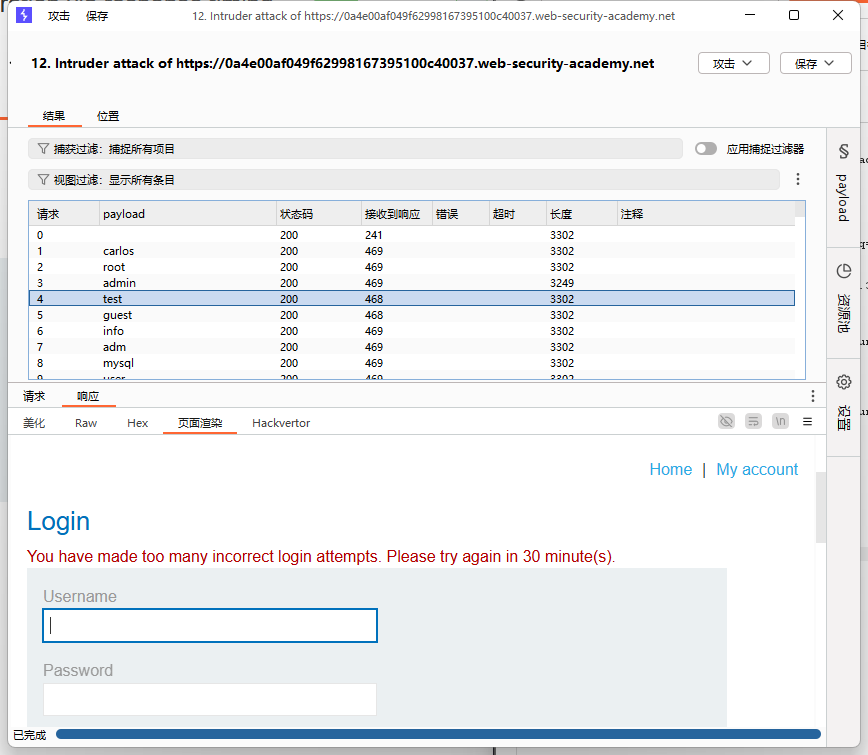 攻击 保存 12. Intruder attack of https://0a4e00af049f62998167395100c40037.web-security-academy.net
12. Intruder attack of https://0a4e00af049f62998167395100c40037.web-security-academy.net 攻击 保存
结果 位置
捕获过滤：捕捉所有项目 应用捕捉过滤器
视图过滤：显示所有条目
请求 payload 状态码 接收到响应 错误 超时 长度 注释
0 200 241 3302
1 carlos 200 469 3302
2 root 200 469 3302
3 admin 200 469 3249
4 test 200 468 3302
5 guest 200 468 3302
6 info 200 469 3302
7 adm 200 469 3302
8 mysql 200 469 3302
9 user 200 469 3302
§ payload
资源池
设置
请求 响应
美化 Raw Hex 页面渲染 Hackvertor \n
Home | My account
Login
You have made too many incorrect login attempts. Please try again in 30 minute(s).
Username
Password
已完成